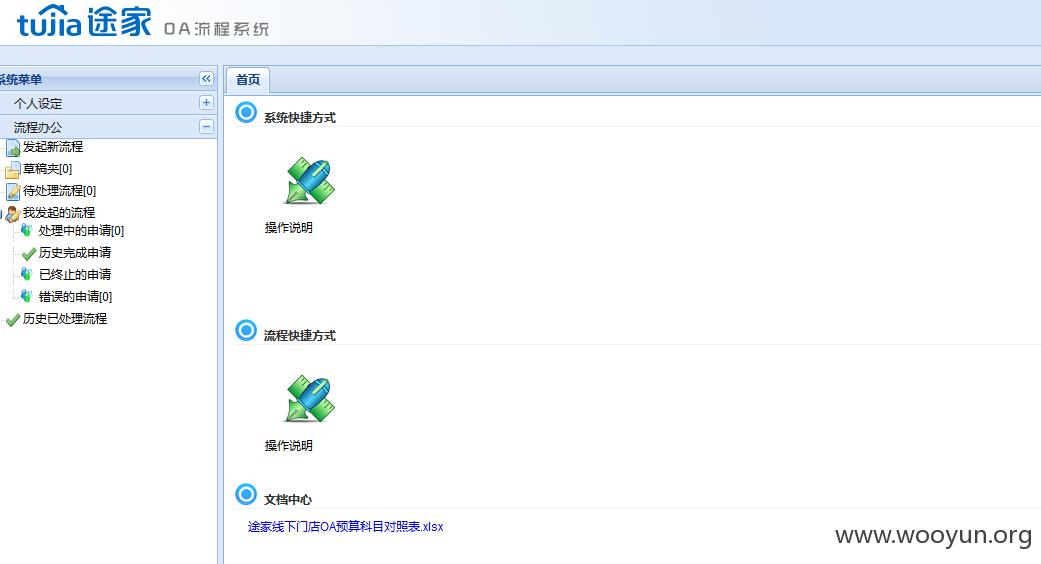 tujia途家 OA流程系统
系统菜单
首页
个人设定
流程办公
发起新流程
草稿夹[0]
待处理流程[0]
我发起的流程
处理中的申请[0]
历史完成申请
已终止的申请
错误的申请[0]
历史已处理流程
系统快捷方式
操作说明
流程快捷方式
操作说明
文档中心
途家线下门店OA预算科目对照表.xlsx
www.wooyun.org